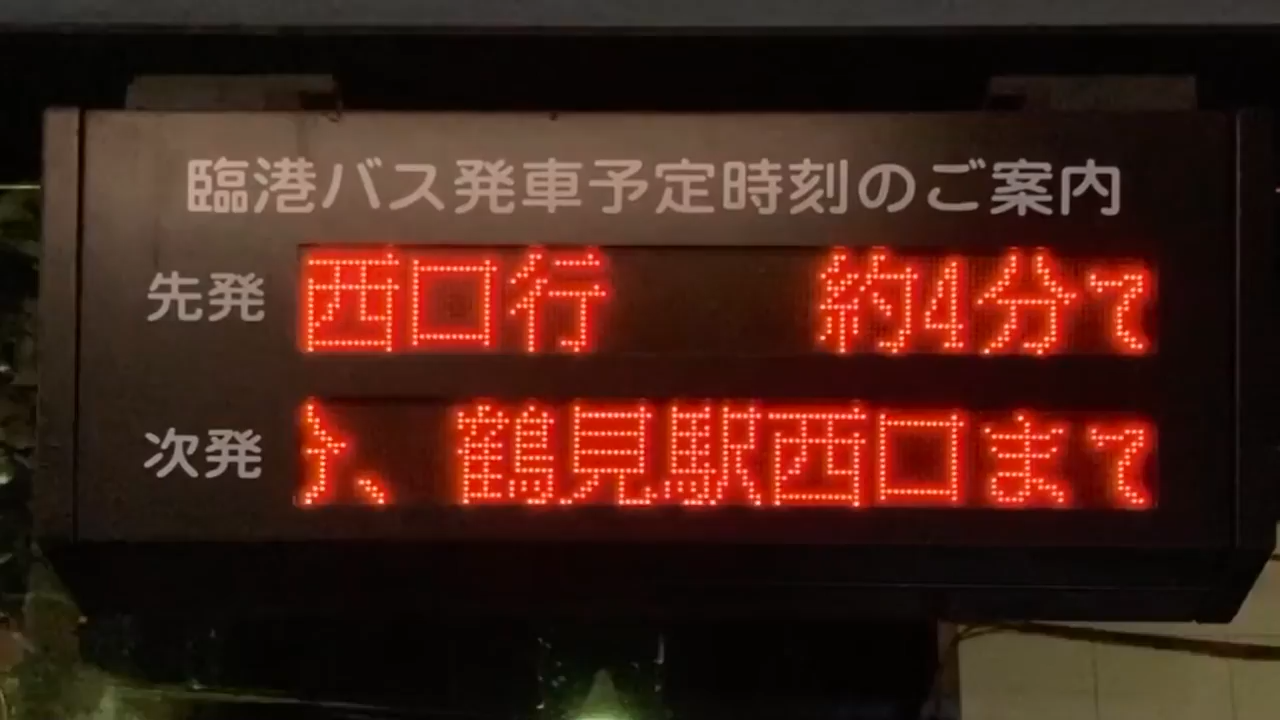 臨港バス発車予定時刻のご案内
先発 西口行 約4分で
次発 、鶴見駅西口まで